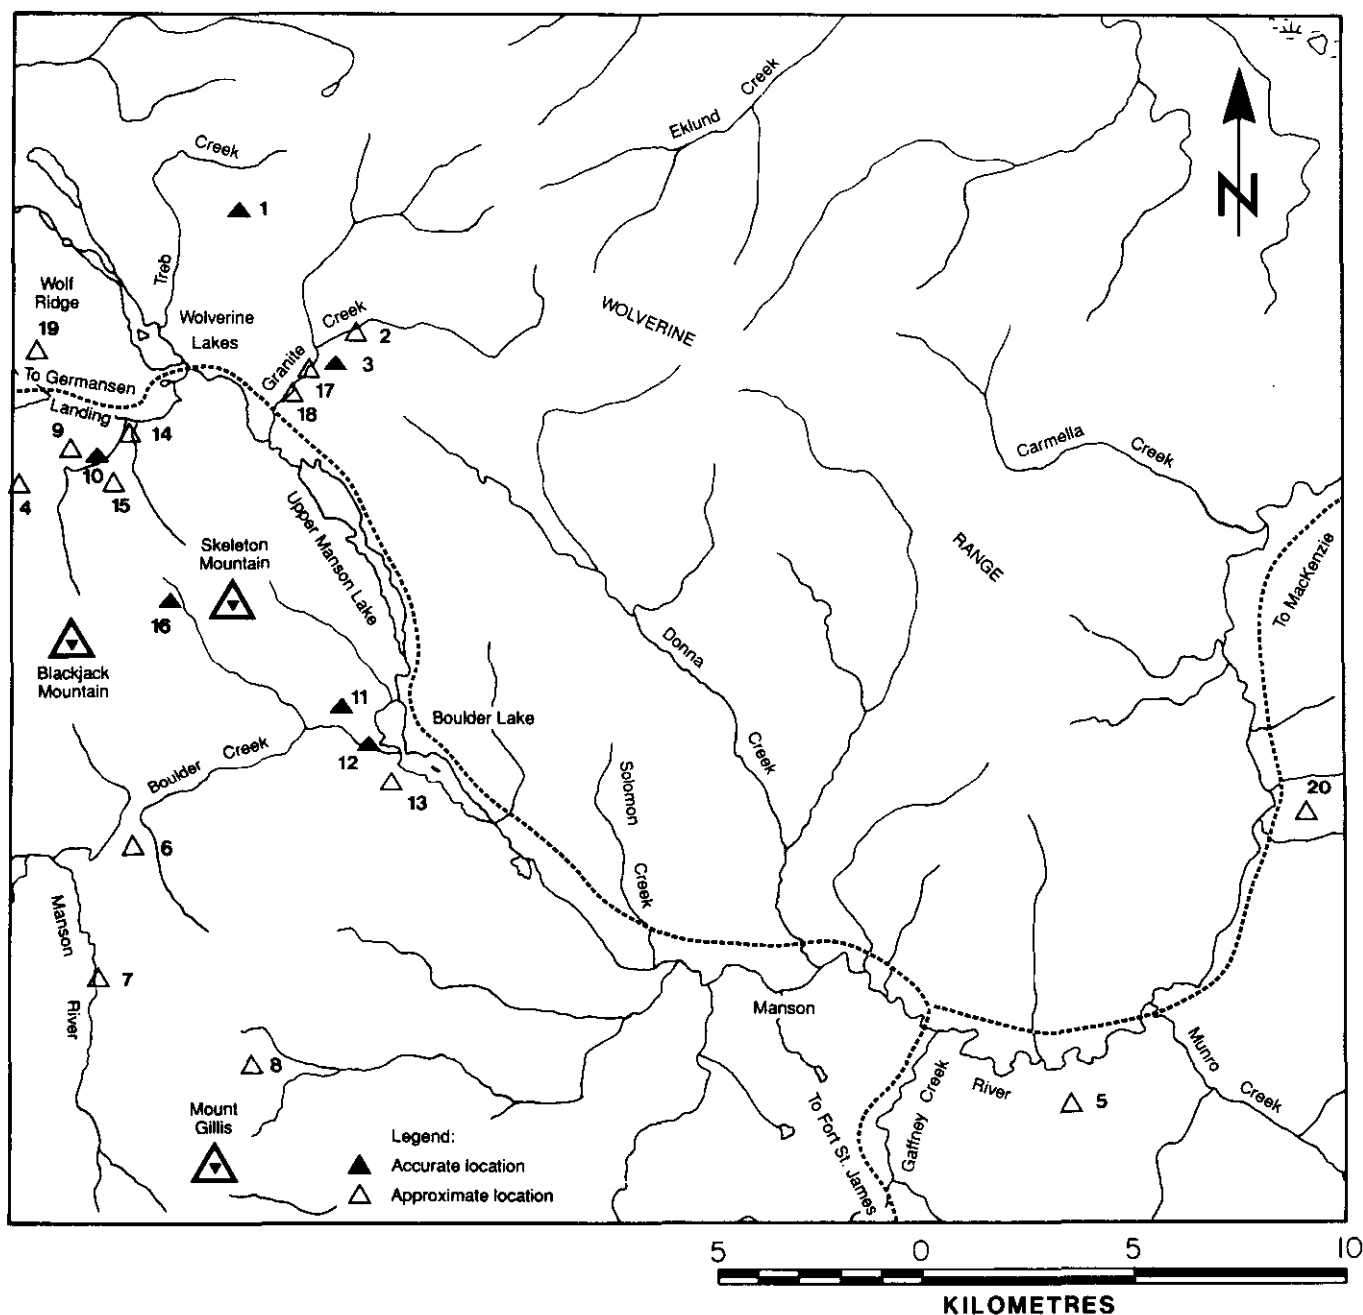 Creek
Eklund
Creek
1
Treb
N
Wolf
Ridge
19
Wolverine
Lakes
Creek
2
WOLVERINE
3
Granite
17
18
To Germansen
Landing
9
14
10
15
4
Carmella
Creek
Upper Manson Lake
Skeleton
Mountain
RANGE
To MacKenzie
16
Blackjack
Mountain
Donna
Creek
11
Boulder Lake
12
13
Boulder
Creek
Solomon
Creek
20
6
Manson
River
7
Manson
River
Munro
Creek
8
Gaffney Creek
5
To Fort St. James
Mount
Gillis
Legend:
Accurate location
Approximate location
5 0 5 10
KILOMETRES